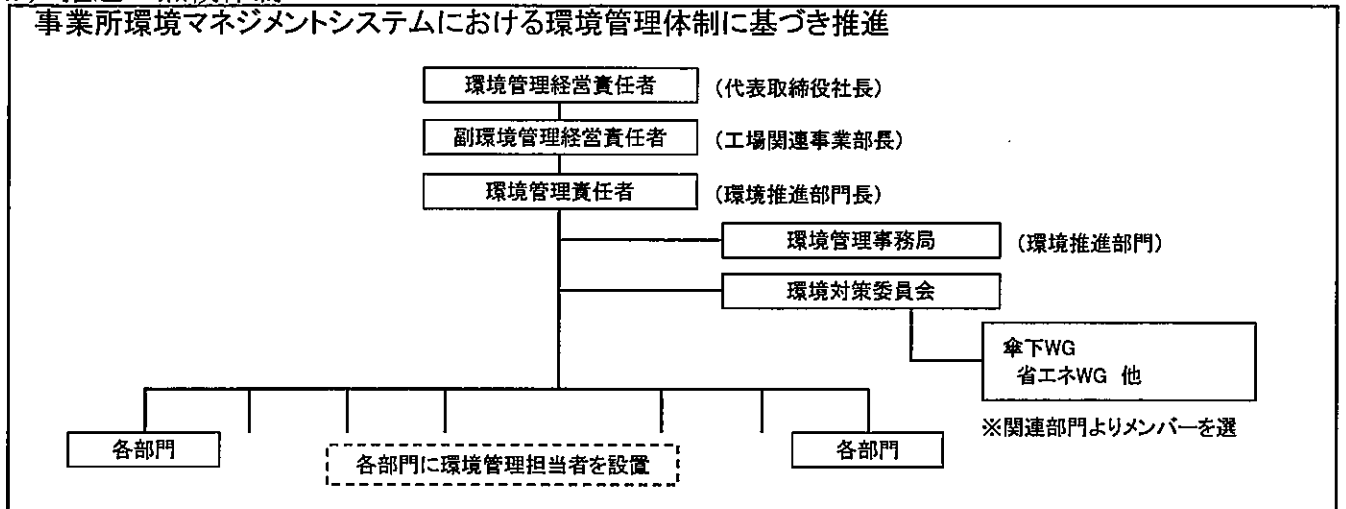 事業所環境マネジメントシステムにおける環境管理体制に基づき推進
環境管理経営責任者 (代表取締役社長)
副環境管理経営責任者 (工場関連事業部長)
環境管理責任者 (環境推進部門長)
環境管理事務局 (環境推進部門)
環境対策委員会
傘下WG
省エネWG 他
※関連部門よりメンバーを選
各部門
各部門に環境管理担当者を設置
各部門